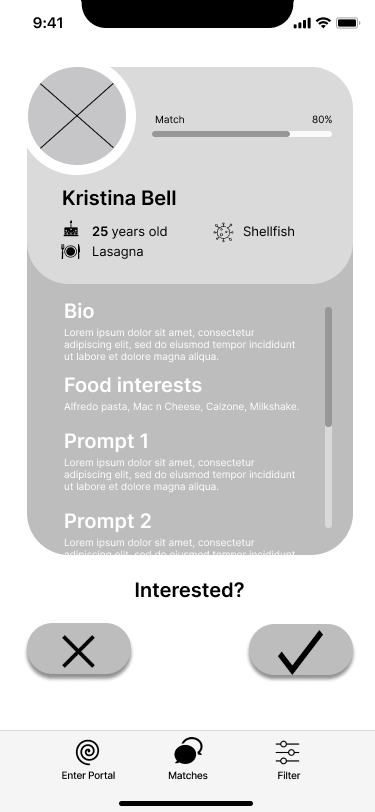 9:41
Match 80%
Kristina Bell
25 years old
Shellfish
Lasagna
Bio
Lorem ipsum dolor sit amet, consectetur
adipiscing elit, sed do eiusmod tempor incididunt
ut labore et dolore magna aliqua.
Food interests
Alfredo pasta, Mac n Cheese, Calzone, Milkshake.
Prompt 1
Lorem ipsum dolor sit amet, consectetur
adipiscing elit, sed do eiusmod tempor incididunt
ut labore et dolore magna aliqua.
Prompt 2
Lorem ipsum dolor sit amet, consectetur
adipiscing elit, sed do eiusmod tempor incididunt
Interested?
Enter Portal
Matches
Filter